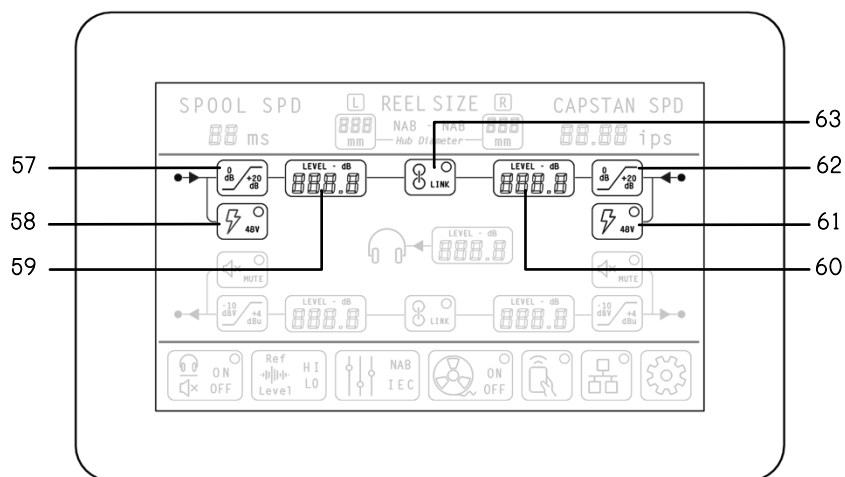 SPOOL SPD
88 ms
L REEL SIZE R
888 mm NAB - NAB 888 mm
Hub Diameter
CAPSTAN SPD
88.88 ips
57
0 dB +20 dB
LEVEL - dB
888.8
LINK
LEVEL - dB
888.8
0 dB +20 dB
63
62
58
48V
48V
61
59
LEVEL - dB
888.8
60
MUTE
MUTE
-10 dBV +4 dBu
LEVEL - dB
888.8
LINK
LEVEL - dB
888.8
-10 dBV +4 dBu
ON
OFF
Ref
Level
HI
LO
NAB
IEC
ON
OFF